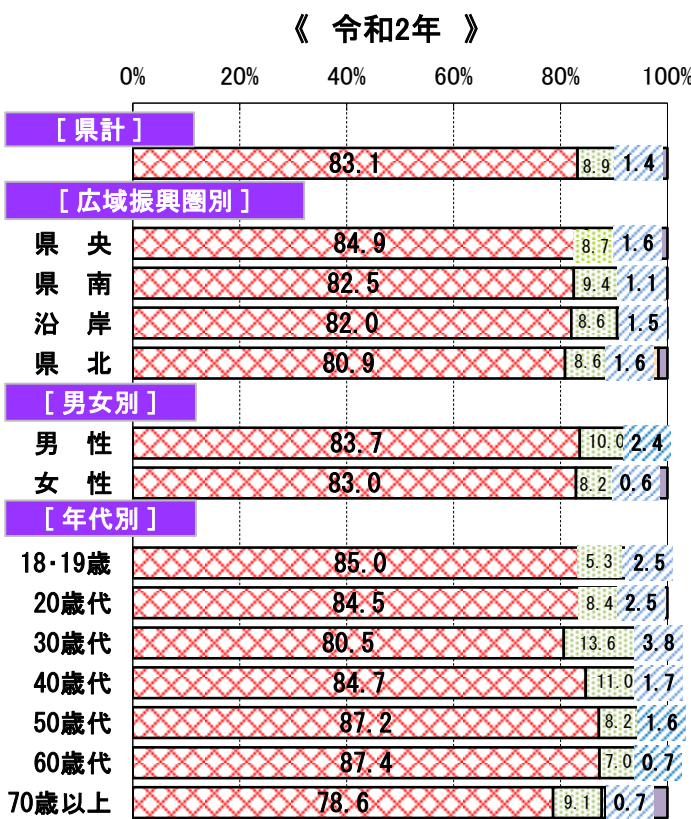 《 令和2年 》
0% 20% 40% 60% 80% 100%
[ 県計 ]
83.1 8.9 1.4
[ 広域振興圏別 ]
県 央 84.9 8.7 1.6
県 南 82.5 9.4 1.1
沿 岸 82.0 8.6 1.5
県 北 80.9 8.6 1.6
[ 男女別 ]
男 性 83.7 10.0 2.4
女 性 83.0 8.2 0.6
[ 年代別 ]
18・19歳 85.0 5.3 2.5
20歳代 84.5 8.4 2.5
30歳代 80.5 13.6 3.8
40歳代 84.7 11.0 1.7
50歳代 87.2 8.2 1.6
60歳代 87.4 7.0 0.7
70歳以上 78.6 9.1 0.7